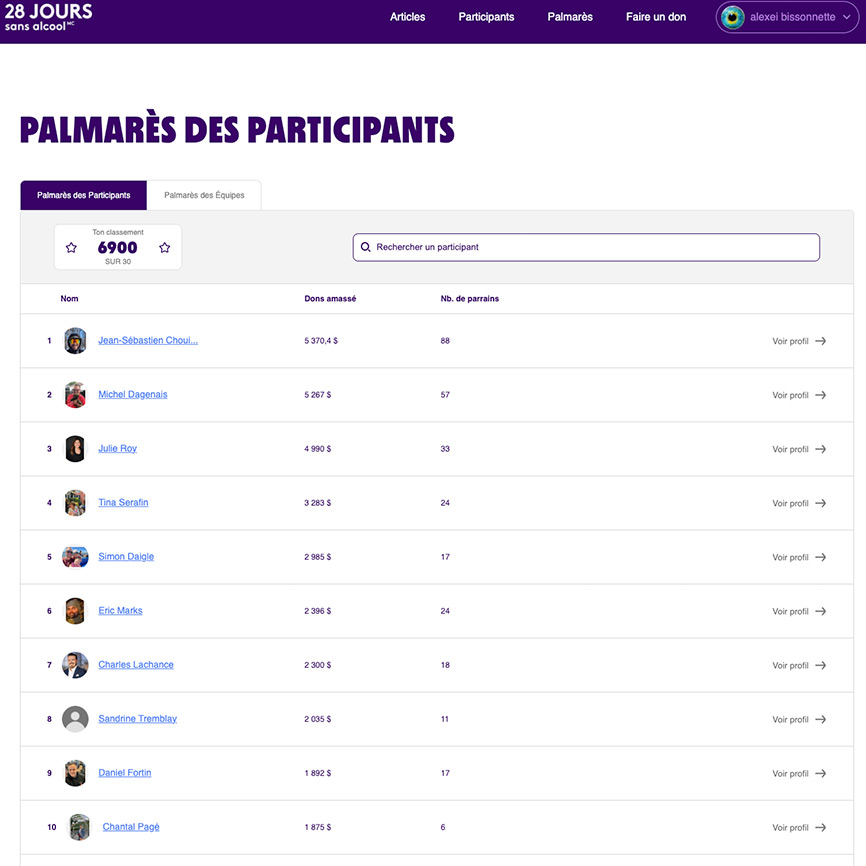 28 JOURS
sans alcool MC
Articles Participants Palmarès Faire un don alexei bissonnette
PALMARÈS DES PARTICIPANTS
Palmarès des Participants Palmarès des Équipes
Ton classement
6900
SUR 30
Rechercher un participant
Nom Dons amassé Nb. de parrains
1 Jean-Sébastien Choui... 5 370,4 $ 88 Voir profil
2 Michel Dagenais 5 267 $ 57 Voir profil
3 Julie Roy 4 990 $ 33 Voir profil
4 Tina Serafin 3 283 $ 24 Voir profil
5 Simon Daigle 2 985 $ 17 Voir profil
6 Eric Marks 2 396 $ 24 Voir profil
7 Charles Lachance 2 300 $ 18 Voir profil
8 Sandrine Tremblay 2 035 $ 11 Voir profil
9 Daniel Fortin 1 892 $ 17 Voir profil
10 Chantal Pagé 1 875 $ 6 Voir profil